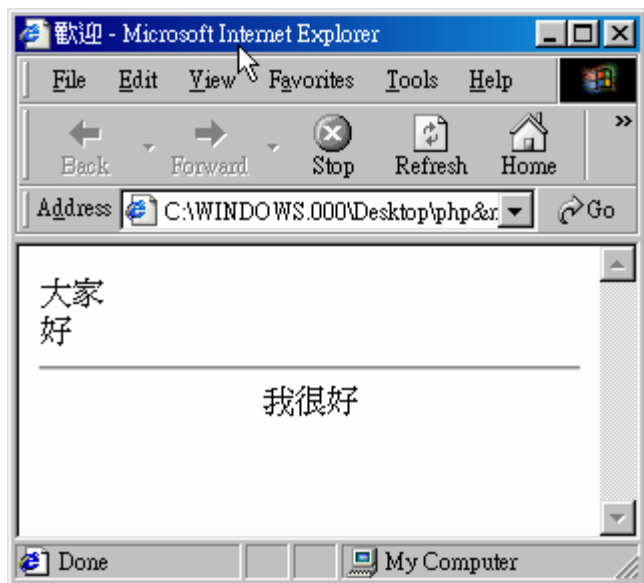 歡迎 - Microsoft Internet Explorer
File Edit View Favorites Tools Help
Back Forward Stop Refresh Home »
Address C:\WINDOWS.000\Desktop\php&r Go
大家
好
我很好
Done My Computer